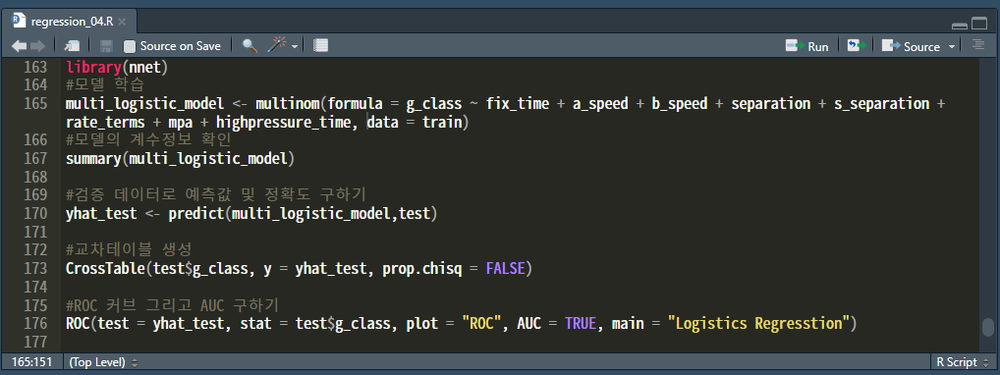 regression_04.R
Source on Save
Run
Source
163 library(nnet)
164 #모델 학습
165 multi_logistic_model <- multinom(formula = g_class ~ fix_time + a_speed + b_speed + separation + s_separation +
rate_terms + mpa + highpressure_time, data = train)
166 #모델의 계수정보 확인
167 summary(multi_logistic_model)
168
169 #검증 데이터로 예측값 및 정확도 구하기
170 yhat_test <- predict(multi_logistic_model,test)
171
172 #교차테이블 생성
173 CrossTable(test$g_class, y = yhat_test, prop.chisq = FALSE)
174
175 #ROC 커브 그리고 AUC 구하기
176 ROC(test = yhat_test, stat = test$g_class, plot = "ROC", AUC = TRUE, main = "Logistics Regresstion")
177
165:151 (Top Level) R Script